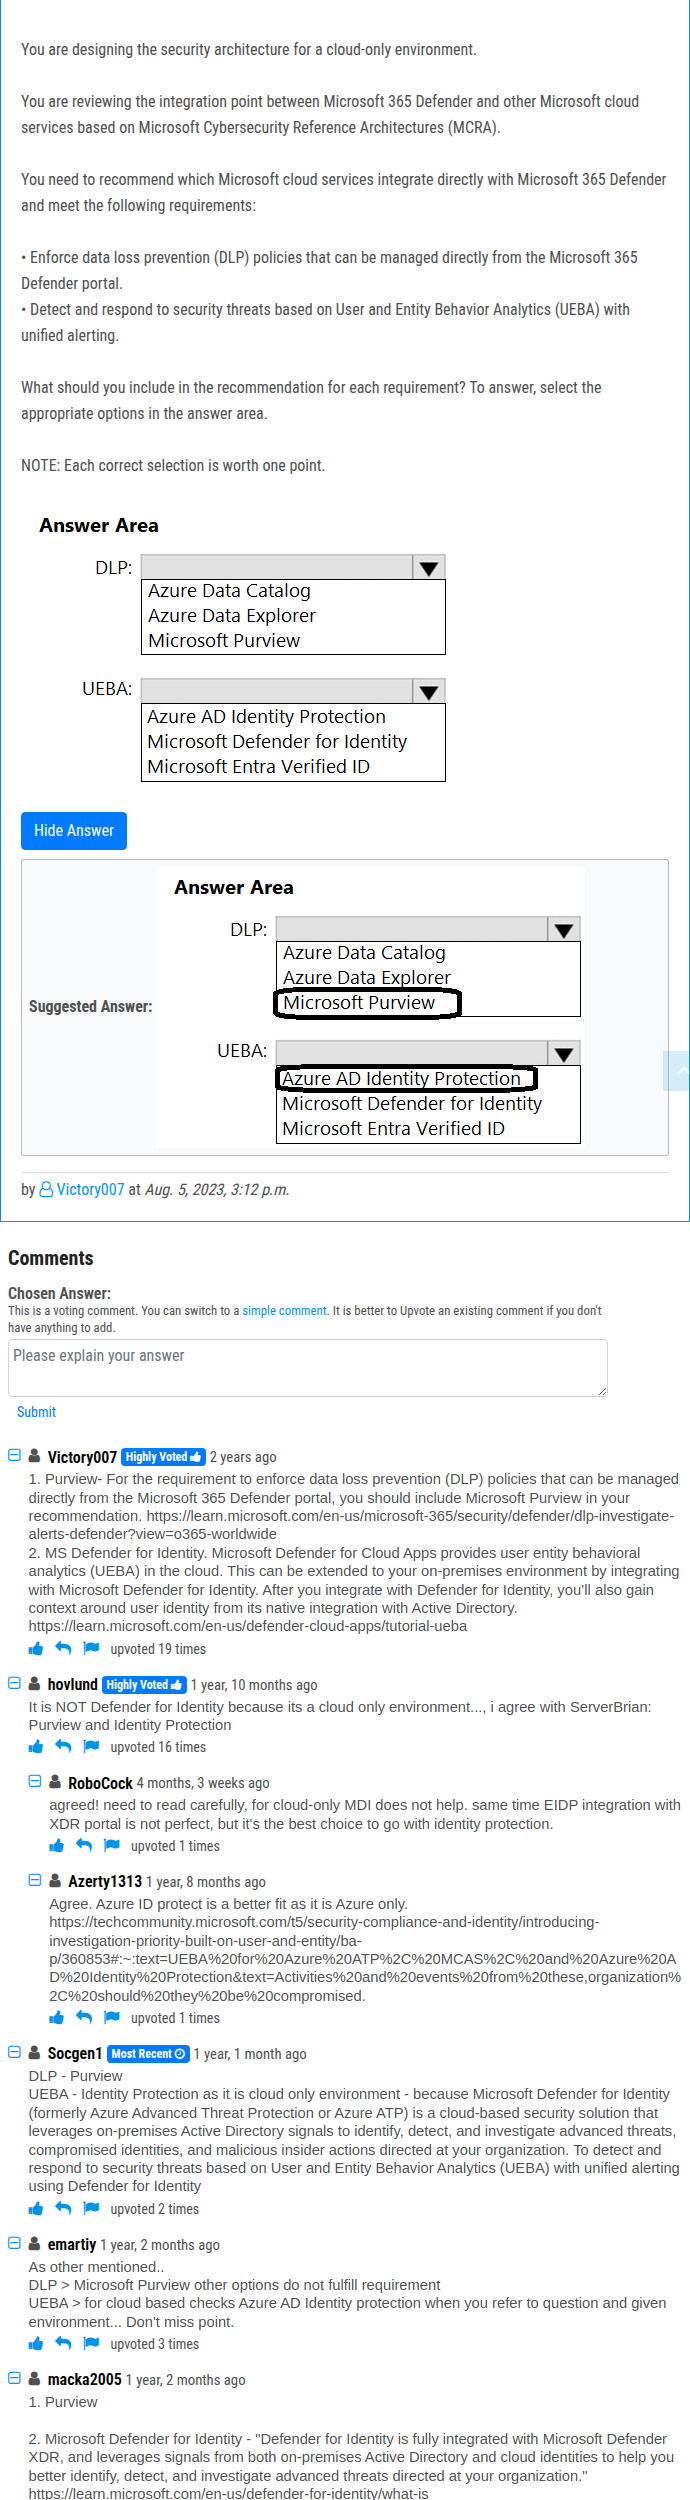 You are designing the security architecture for a cloud-only environment.
You are reviewing the integration point between Microsoft 365 Defender and other Microsoft cloud
services based on Microsoft Cybersecurity Reference Architectures (MCRA).
You need to recommend which Microsoft cloud services integrate directly with Microsoft 365 Defender
and meet the following requirements:
• Enforce data loss prevention (DLP) policies that can be managed directly from the Microsoft 365
Defender portal.
• Detect and respond to security threats based on User and Entity Behavior Analytics (UEBA) with
unified alerting.
What should you include in the recommendation for each requirement? To answer, select the
appropriate options in the answer area.
NOTE: Each correct selection is worth one point.
Answer Area
DLP:
Azure Data Catalog
Azure Data Explorer
Microsoft Purview
UEBA:
Azure AD Identity Protection
Microsoft Defender for Identity
Microsoft Entra Verified ID
Hide Answer
Suggested Answer:
Answer Area
DLP:
Azure Data Catalog
Azure Data Explorer
Microsoft Purview
UEBA:
Azure AD Identity Protection
Microsoft Defender for Identity
Microsoft Entra Verified ID
by Victory007 at Aug. 5, 2023, 3:12 p.m.
Comments
Chosen Answer:
This is a voting comment. You can switch to a simple comment. It is better to Upvote an existing comment if you don't
have anything to add.
Please explain your answer
Submit
Victory007 Highly Voted 2 years ago
1. Purview- For the requirement to enforce data loss prevention (DLP) policies that can be managed
directly from the Microsoft 365 Defender portal, you should include Microsoft Purview in your
recommendation. https://learn.microsoft.com/en-us/microsoft-365/security/defender/dlp-investigate-
alerts-defender?view=o365-worldwide
2. MS Defender for Identity. Microsoft Defender for Cloud Apps provides user entity behavioral
analytics (UEBA) in the cloud. This can be extended to your on-premises environment by integrating
with Microsoft Defender for Identity. After you integrate with Defender for Identity, you'll also gain
context around user identity from its native integration with Active Directory.
https://learn.microsoft.com/en-us/defender-cloud-apps/tutorial-ueba
upvoted 19 times
hovlund Highly Voted 1 year, 10 months ago
It is NOT Defender for Identity because its a cloud only environment..., i agree with ServerBrian:
Purview and Identity Protection
upvoted 16 times
RoboCock 4 months, 3 weeks ago
agreed! need to read carefully, for cloud-only MDI does not help. same time EIDP integration with
XDR portal is not perfect, but it's the best choice to go with identity protection.
upvoted 1 times
Azerty1313 1 year, 8 months ago
Agree. Azure ID protect is a better fit as it is Azure only.
https://techcommunity.microsoft.com/t5/security-compliance-and-identity/introducing-
investigation-priority-built-on-user-and-entity/ba-
p/360853#:~:text=UEBA%20for%20Azure%20ATP%2C%20MCAS%2C%20and%20Azure%20A
D%20Identity%20Protection&text=Activities%20and%20events%20from%20these,organization%
2C%20should%20they%20be%20compromised.
upvoted 1 times
Socgen1 Most Recent 1 year, 1 month ago
DLP - Purview
UEBA - Identity Protection as it is cloud only environment - because Microsoft Defender for Identity
(formerly Azure Advanced Threat Protection or Azure ATP) is a cloud-based security solution that
leverages on-premises Active Directory signals to identify, detect, and investigate advanced threats,
compromised identities, and malicious insider actions directed at your organization. To detect and
respond to security threats based on User and Entity Behavior Analytics (UEBA) with unified alerting
using Defender for Identity
upvoted 2 times
emartiy 1 year, 2 months ago
As other mentioned..
DLP > Microsoft Purview other options do not fulfill requirement
UEBA > for cloud based checks Azure AD Identity protection when you refer to question and given
environment... Don't miss point.
upvoted 3 times
macka2005 1 year, 2 months ago
1. Purview
2. Microsoft Defender for Identity - "Defender for Identity is fully integrated with Microsoft Defender
XDR, and leverages signals from both on-premises Active Directory and cloud identities to help you
better identify, detect, and investigate advanced threats directed at your organization."
https://learn.microsoft.com/en-us/defender-for-identity/what-is